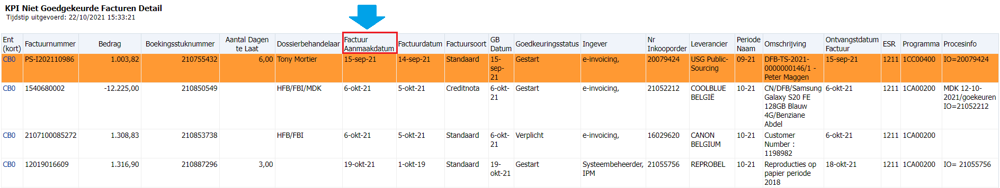 KPI Niet Goedgekeurde Facturen Detail
Tijdstip uitgevoerd: 22/10/2021 15:33:21
Ent (kort) Factuurnummer Bedrag Boekingsstuknummer Aantal Dagen te Laat Dossierbehandelaar Factuur Aanmaakdatum Factuurdatum Factuursoort GB Datum Goedkeuringsstatus Ingever Nr Inkooporder Leverancier Periode Naam Omschrijving Ontvangstdatum Factuur ESR Programma Procesinfo
CB0 PS-I202110986 1.003,82 210755432 6,00 Tony Mortier 15-sep-21 14-sep-21 Standaard 15-sep-21 Gestart e-invoicing, 20079424 USG Public-Sourcing 09-21 DFB-TS-2021-0000000146/1 - Peter Maggen 15-sep-21 1211 1CC00400 IO=20079424
CB0 1540680002 -12.225,00 210850549 HFB/FBI/MDK 6-okt-21 5-okt-21 Creditnota 6-okt-21 Gestart e-invoicing, 21052212 COOLBLUE BELGIË 10-21 CN/DFB/Samsung Galaxy S20 FE 128GB Blauw 4G/Benziane Abdel 6-okt-21 1211 1CA00200 MDK 12-10-2021/goekeuren IO=21052212
CB0 2107100085272 1.308,83 210853738 HFB/FBI 6-okt-21 5-okt-21 Standaard 6-okt-21 Verplicht e-invoicing, 16029620 CANON BELGIUM 10-21 Customer Number : 1198982 6-okt-21 1211 1CA00200
CB0 12019016609 1.316,90 210887296 3,00 19-okt-21 1-okt-19 Standaard 19-okt-21 Gestart Systeembeheerder, IPM 21055756 REPROBEL 10-21 Reproducties op papier periode 2018 18-okt-21 1211 1CA00200 IO= 21055756